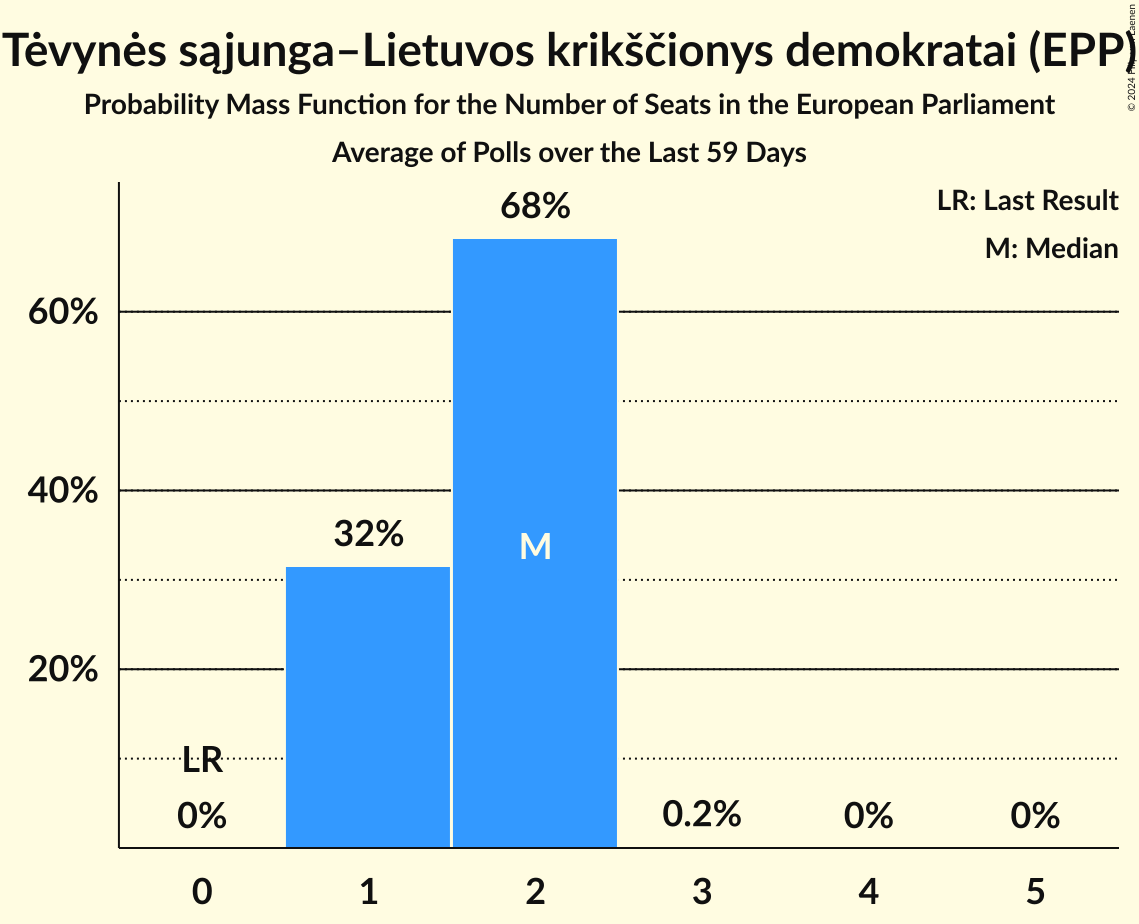 Tėvynės sąjunga–Lietuvos krikščionys demokratai (EPP)
Probability Mass Function for the Number of Seats in the European Parliament
Average of Polls over the Last 59 Days
© 2024 Laenen
LR: Last Result
M: Median
68%
60%
40%
32%
M
20%
LR
0%
0.2%
0%
0%
0 1 2 3 4 5